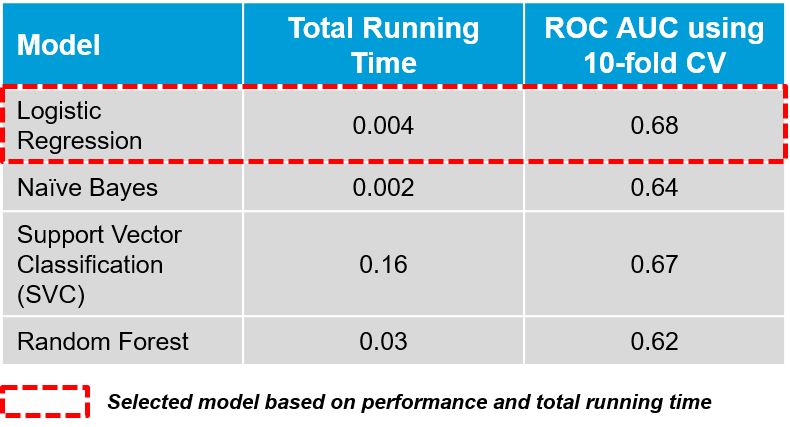 Model
Total Running
Time
ROC AUC using
10-fold CV
Logistic
Regression
0.004
0.68
Naïve Bayes
0.002
0.64
Support Vector
Classification
(SVC)
0.16
0.67
Random Forest
0.03
0.62
Selected model based on performance and total running time